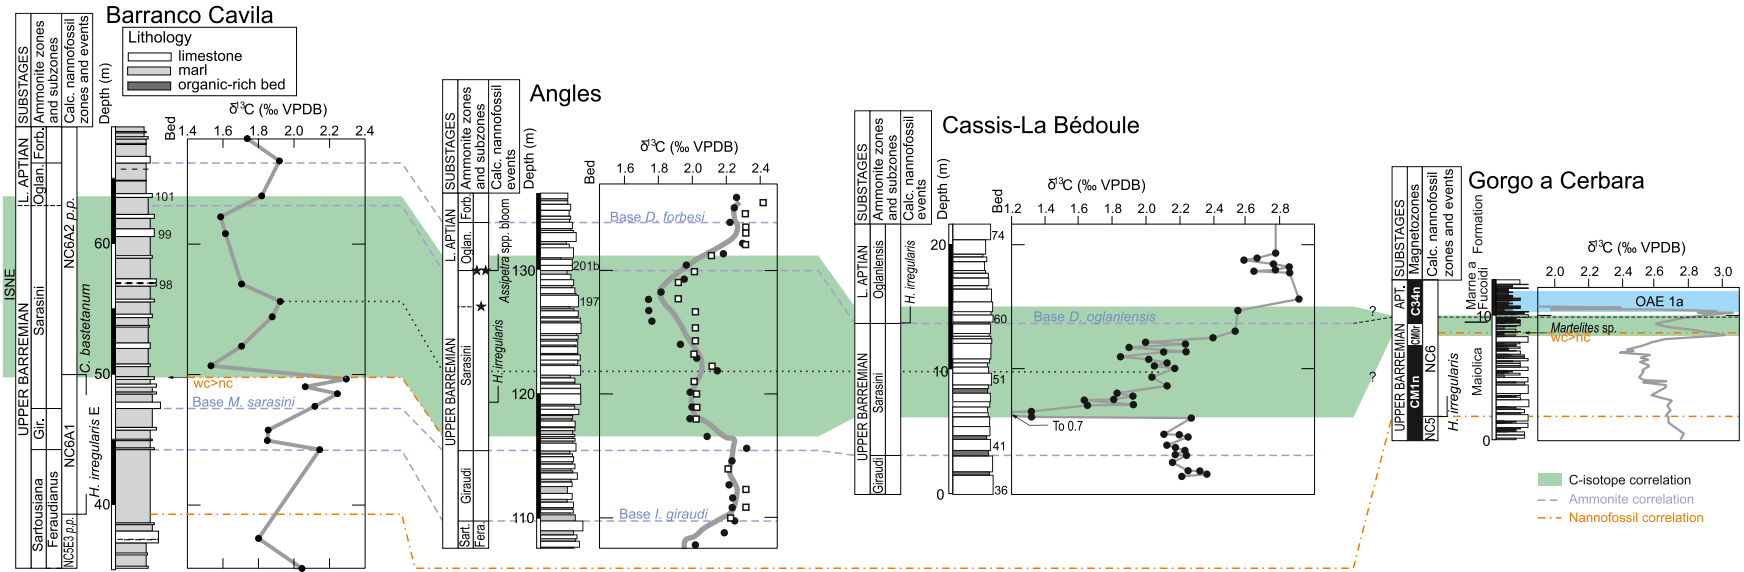 Barranco Cavila
Lithology
limestone
marl
organic-rich bed
SUBSTAGES
Ammonite zones
and subzones
Calc. nannofossil
zones and events
Depth (m)
Bed
δ¹³C (‰ VPDB)
1.4 1.6 1.8 2.0 2.2 2.4
L. APTIAN
UPPER BARREMIAN
Forb.
Oglan.
Sarasini
Gir.
Sartousiana
Feraudianus
NC6A2 p.p.
NC6A1
NC5E3 p.p.
C. bastetanum
H. irregularis E
ISNE
60
50
40
101
99
98
wc>nc
Base M. sarasini
Angles
SUBSTAGES
Ammonite zones
and subzones
Calc. nannofossil
events
Depth (m)
Bed
δ¹³C (‰ VPDB)
1.6 1.8 2.0 2.2 2.4
L. APTIAN
UPPER BARREMIAN
Forb.
Oglan.
Sarasini
Giraudi
Sart.
Fera.
★★
★
Assipetra spp. bloom
H. irregularis
130
120
110
201b
197
Base D. forbesi
Base I. giraudi
Cassis-La Bédoule
SUBSTAGES
Ammonite zones
and subzones
Calc. nannofossil
events
Depth (m)
Bed
δ¹³C (‰ VPDB)
1.2 1.4 1.6 1.8 2.0 2.2 2.4 2.6 2.8
L. APTIAN
UPPER BARREMIAN
Oglanlensis
Sarasini
Giraudi
H. irregularis
20
10
0
74
60
51
41
36
Base D. oglanlensis
To 0.7
?
?
Gorgo a Cerbara
SUBSTAGES
Magnetozones
Calc. nannofossil
zones and events
Formation
δ¹³C (‰ VPDB)
2.0 2.2 2.4 2.6 2.8 3.0
APT.
UPPER BARREMIAN
C34n
CM0r
CM1n
NC6
NC5
H. irregularis
Marne a
Fucoidi
Maiolica
10
0
OAE 1a
Martelites sp.
wc>nc
C-isotope correlation
Ammonite correlation
Nannofossil correlation